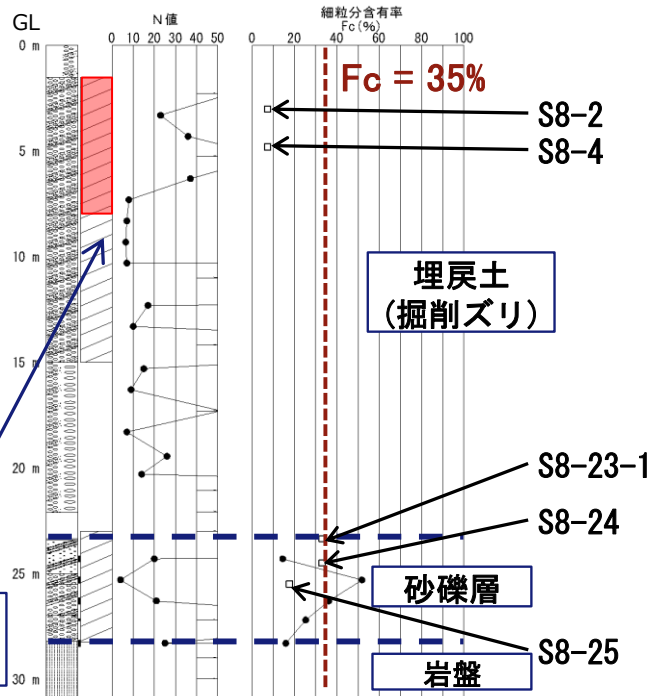 GL
N値
細粒分含有率
Fc(%)
0 m
0
10
20
30
40
50
0
20
40
60
80
100
Fc = 35%
S8-2
5 m
S8-4
10 m
埋戻土
(掘削ズリ)
15 m
20 m
S8-23-1
S8-24
25 m
砂礫層
S8-25
岩盤
30 m